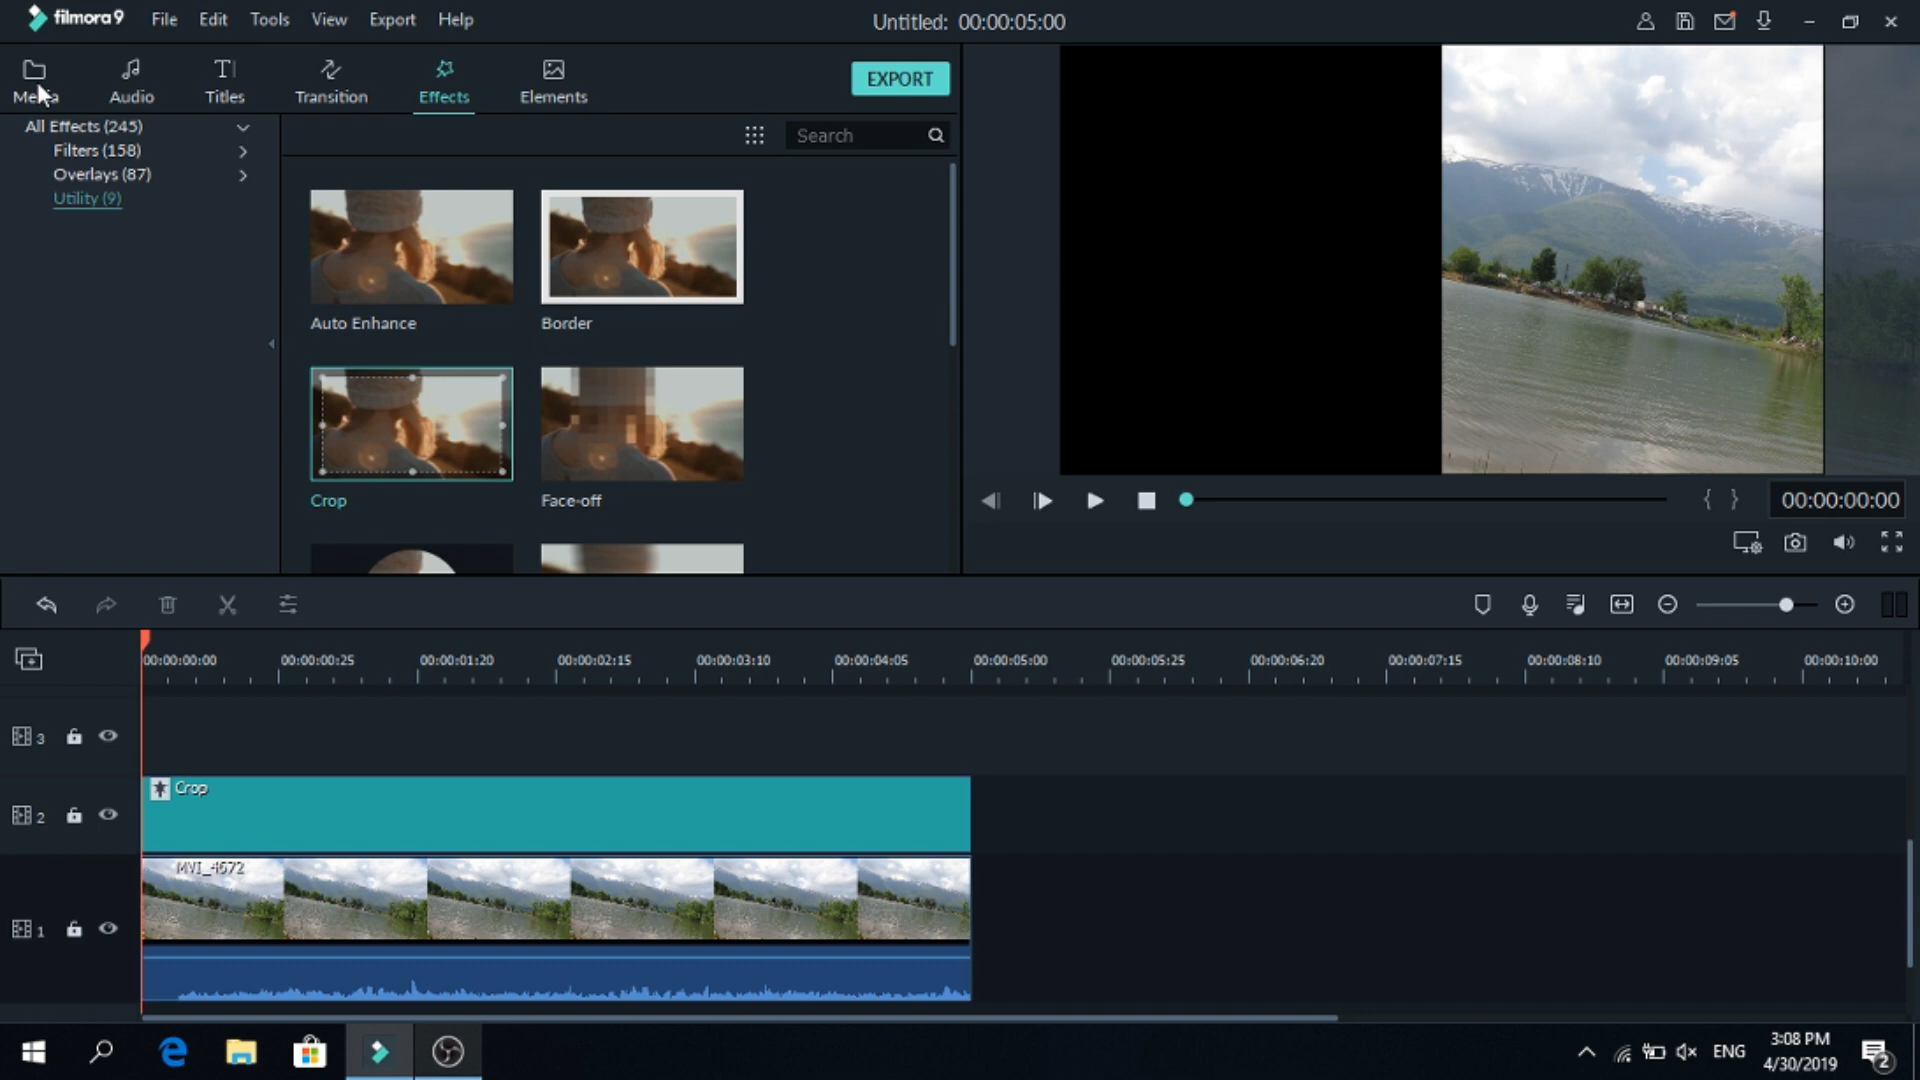 filmora9 File Edit Tools View Export Help
Untitled: 00:00:05:00
Media Audio Titles Transition Effects Elements
EXPORT
All Effects (245)
Filters (158)
Overlays (87)
Utility (9)
Search
Auto Enhance
Border
Crop
Face-off
00:00:00:00
00:00:00:00 00:00:00:25 00:00:01:20 00:00:02:15 00:00:03:10 00:00:04:05 00:00:05:00 00:00:05:25 00:00:06:20 00:00:07:15 00:00:08:10 00:00:09:05 00:00:10:00
3
2
Crop
MVI_4672
1
ENG
3:08 PM
4/30/2019
2